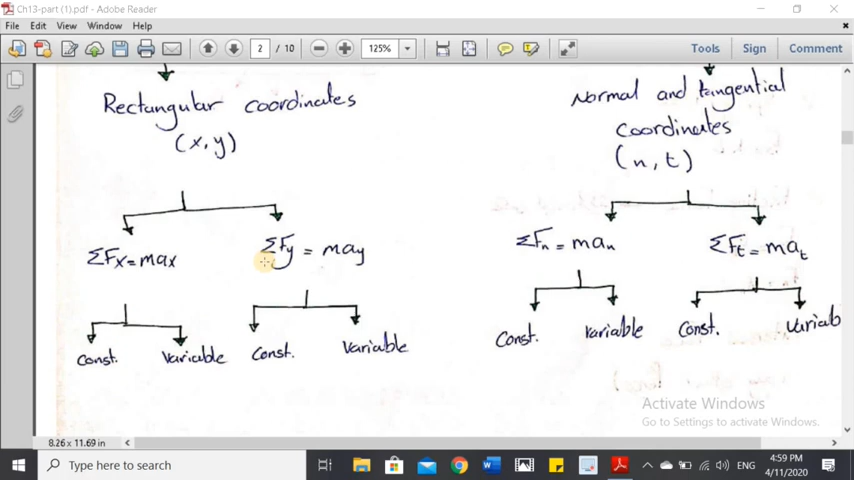 Ch13-part (1).pdf - Adobe Reader
File Edit View Window Help
2 / 10 125% Tools Sign Comment
Rectangular coordinates
(x, y)
Normal and tangential
coordinates
(n, t)
ΣFx = max
ΣFy = may
ΣFn = man
ΣFt = mat
Const. Variable Const. Variable
Const. Variable Const. Variab
Activate Windows
Go to Settings to activate Windows.
8.26 x 11.69 in
Type here to search
ENG
4:59 PM
4/11/2020